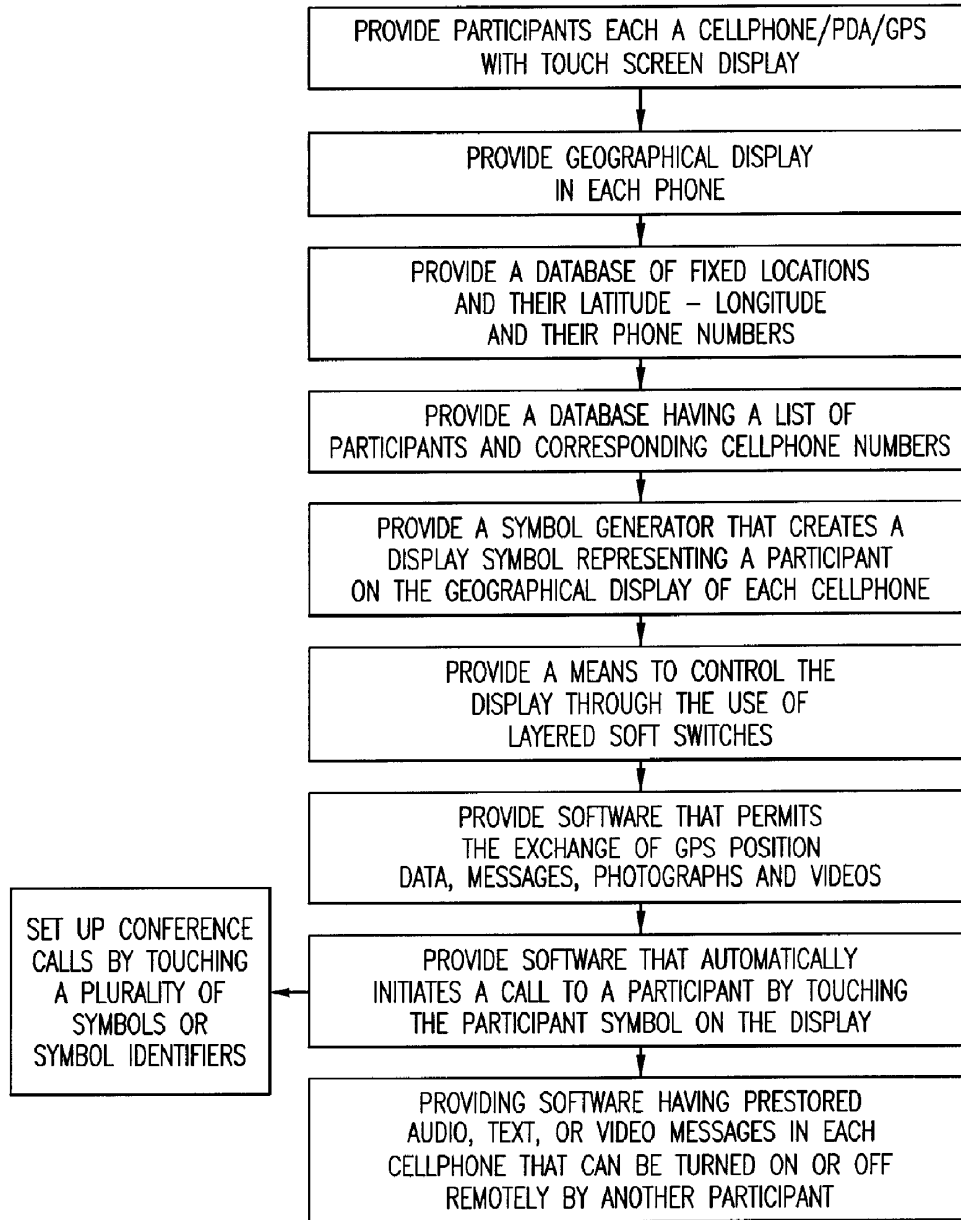 PROVIDE PARTICIPANTS EACH A CELLPHONE/PDA/GPS
WITH TOUCH SCREEN DISPLAY
PROVIDE GEOGRAPHICAL DISPLAY
IN EACH PHONE
PROVIDE A DATABASE OF FIXED LOCATIONS
AND THEIR LATITUDE – LONGITUDE
AND THEIR PHONE NUMBERS
PROVIDE A DATABASE HAVING A LIST OF
PARTICIPANTS AND CORRESPONDING CELLPHONE NUMBERS
PROVIDE A SYMBOL GENERATOR THAT CREATES A
DISPLAY SYMBOL REPRESENTING A PARTICIPANT
ON THE GEOGRAPHICAL DISPLAY OF EACH CELLPHONE
PROVIDE A MEANS TO CONTROL THE
DISPLAY THROUGH THE USE OF
LAYERED SOFT SWITCHES
PROVIDE SOFTWARE THAT PERMITS
THE EXCHANGE OF GPS POSITION
DATA, MESSAGES, PHOTOGRAPHS AND VIDEOS
PROVIDE SOFTWARE THAT AUTOMATICALLY
INITIATES A CALL TO A PARTICIPANT BY TOUCHING
THE PARTICIPANT SYMBOL ON THE DISPLAY
SET UP CONFERENCE
CALLS BY TOUCHING
A PLURALITY OF
SYMBOLS OR
SYMBOL IDENTIFIERS
PROVIDING SOFTWARE HAVING PRESTORED
AUDIO, TEXT, OR VIDEO MESSAGES IN EACH
CELLPHONE THAT CAN BE TURNED ON OR OFF
REMOTELY BY ANOTHER PARTICIPANT